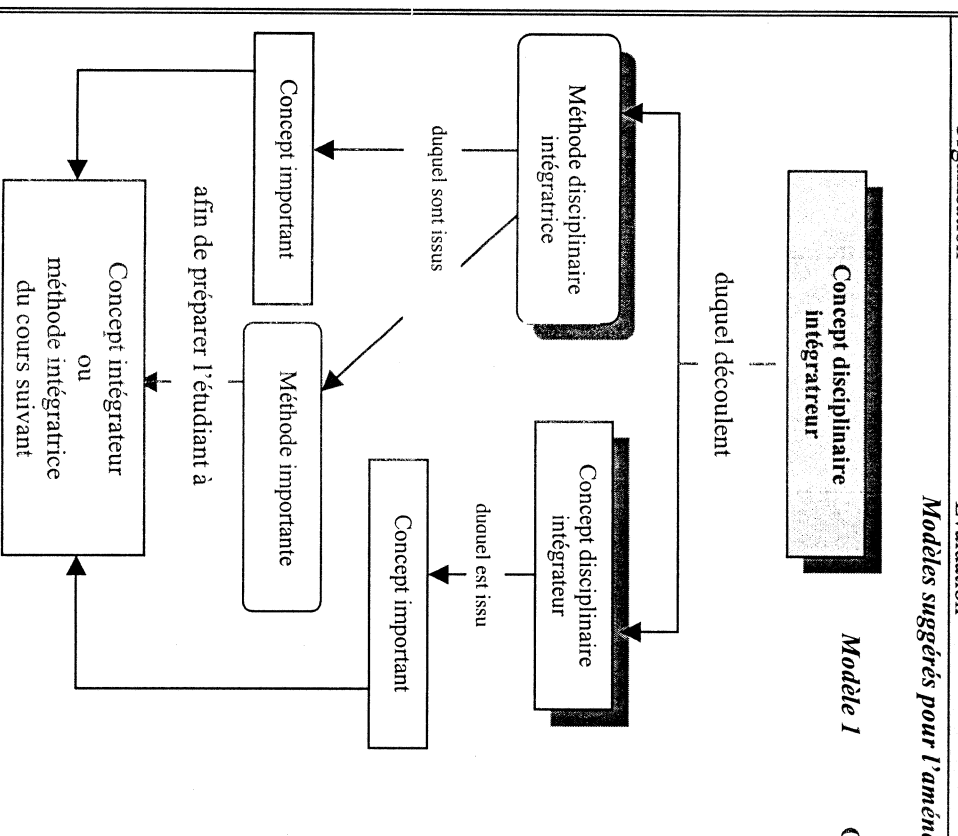 Modèles suggérés pour l'aména
Modèle 1
Concept disciplinaire
intégratreur
duquel découlent
Méthode disciplinaire
intégratrice
Concept disciplinaire
intégrateur
duquel sont issus
duquel est issu
Concept important
Méthode importante
Concept important
afin de préparer l'étudiant à
Concept intégrateur
ou
méthode intégratrice
du cours suivant